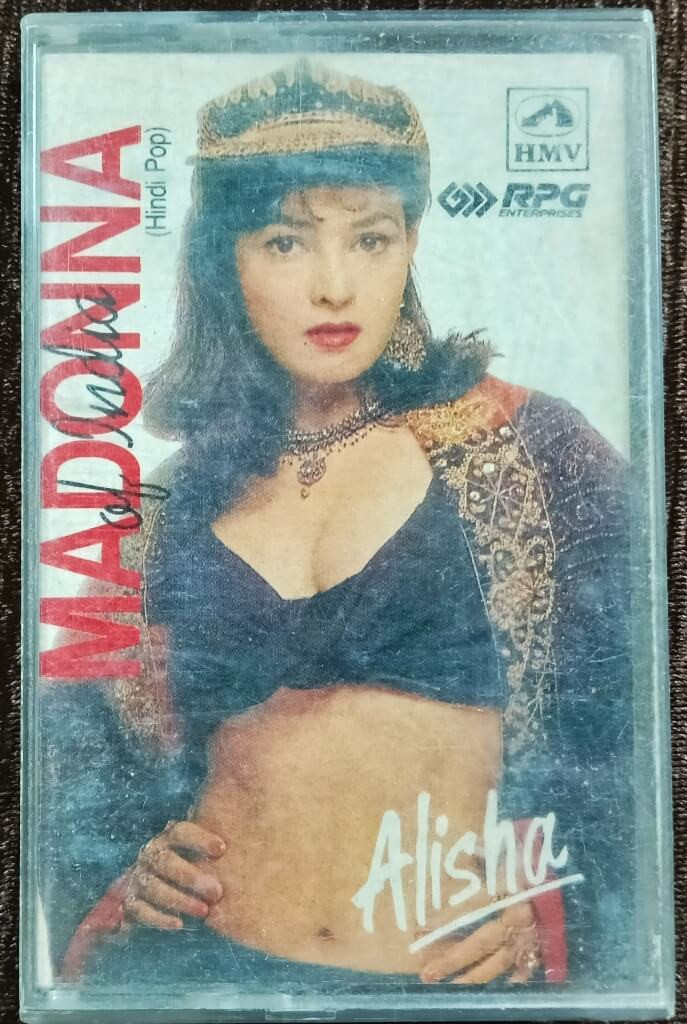 MADONNA
of India
(Hindi Pop)
HMV
RPG
ENTERPRISES
Alisha